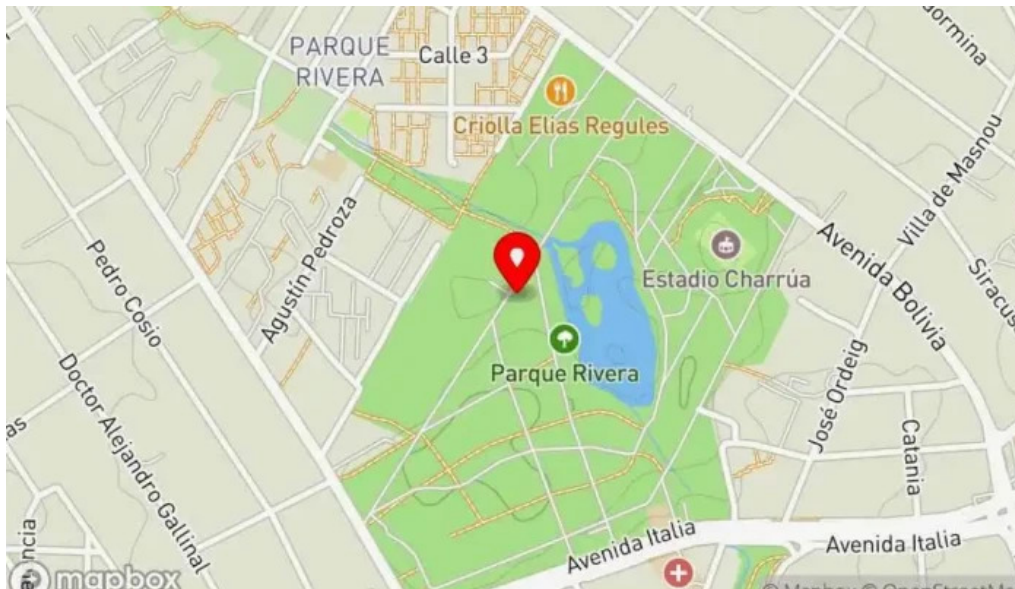 PARQUE
RIVERA
Calle 3
Criolla Elias Regules
Villa de Masnou
Agustín Pedroza
Pedro Cosio
Estadio Charrúa
Avenida Bolivia
Parque Rivera
Doctor Alejandro Gallinal
José Ordeig
Catania
Avenida Italia
Avenida Italia
mapbox